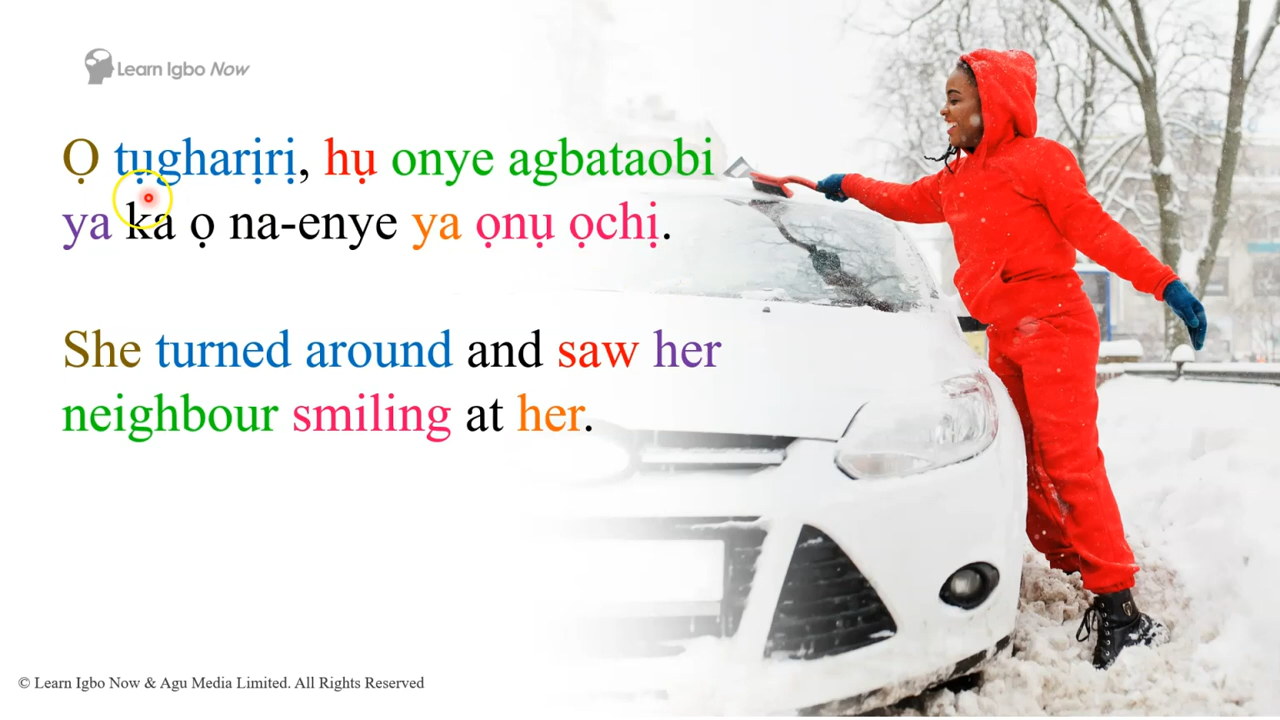 Learn Igbo Now
Ọ tụgharịrị, hụ onye agbataobi
ya ka ọ na-enye ya ọnụ ọchị.
She turned around and saw her
neighbour smiling at her.
© Learn Igbo Now & Agu Media Limited. All Rights Reserved